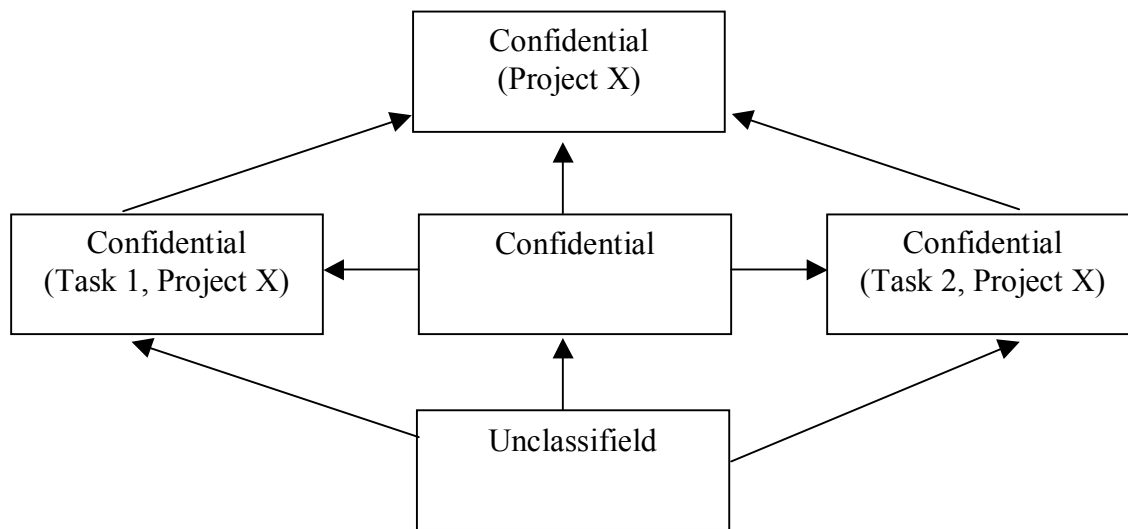 Confidential
(Project X)
Confidential
(Task 1, Project X)
Confidential
Confidential
(Task 2, Project X)
Unclassifield